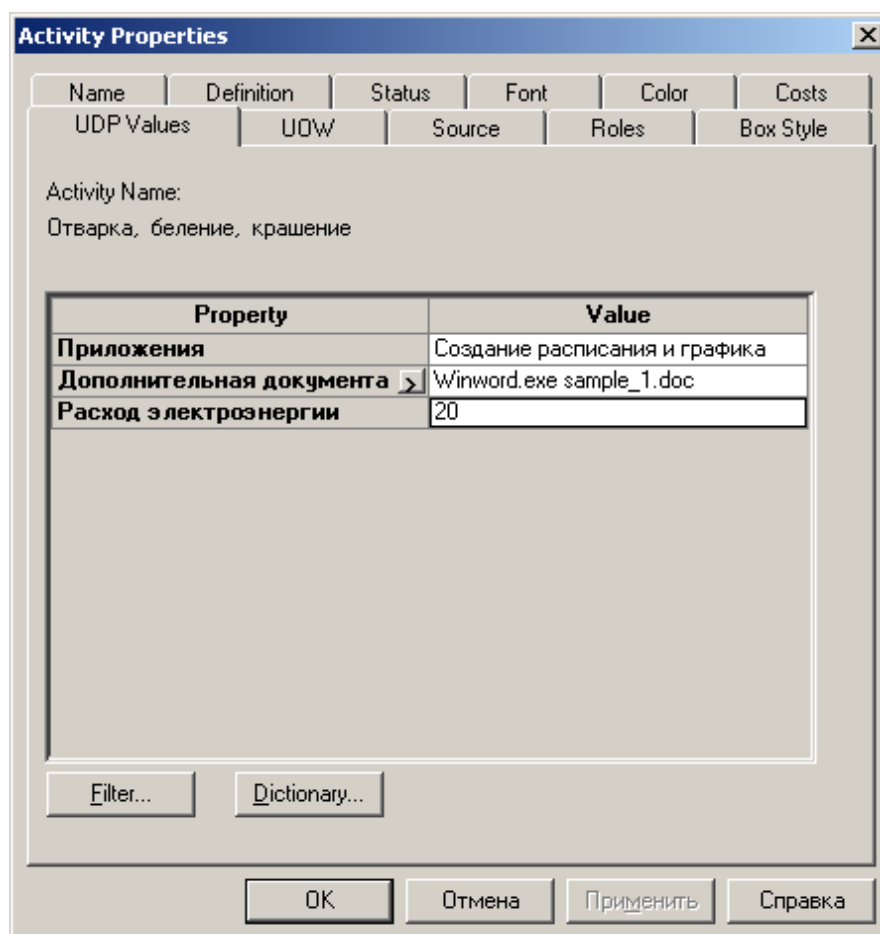 Activity Properties
Name Definition Status Font Color Costs
UDP Values UOW Source Roles Box Style
Activity Name:
Отварка, беление, крашение
Property Value
Приложения Создание расписания и графика
Дополнительная документа > Winword.exe sample_1.doc
Расход электроэнергии 20
Filter... Dictionary...
OK Отмена Применить Справка